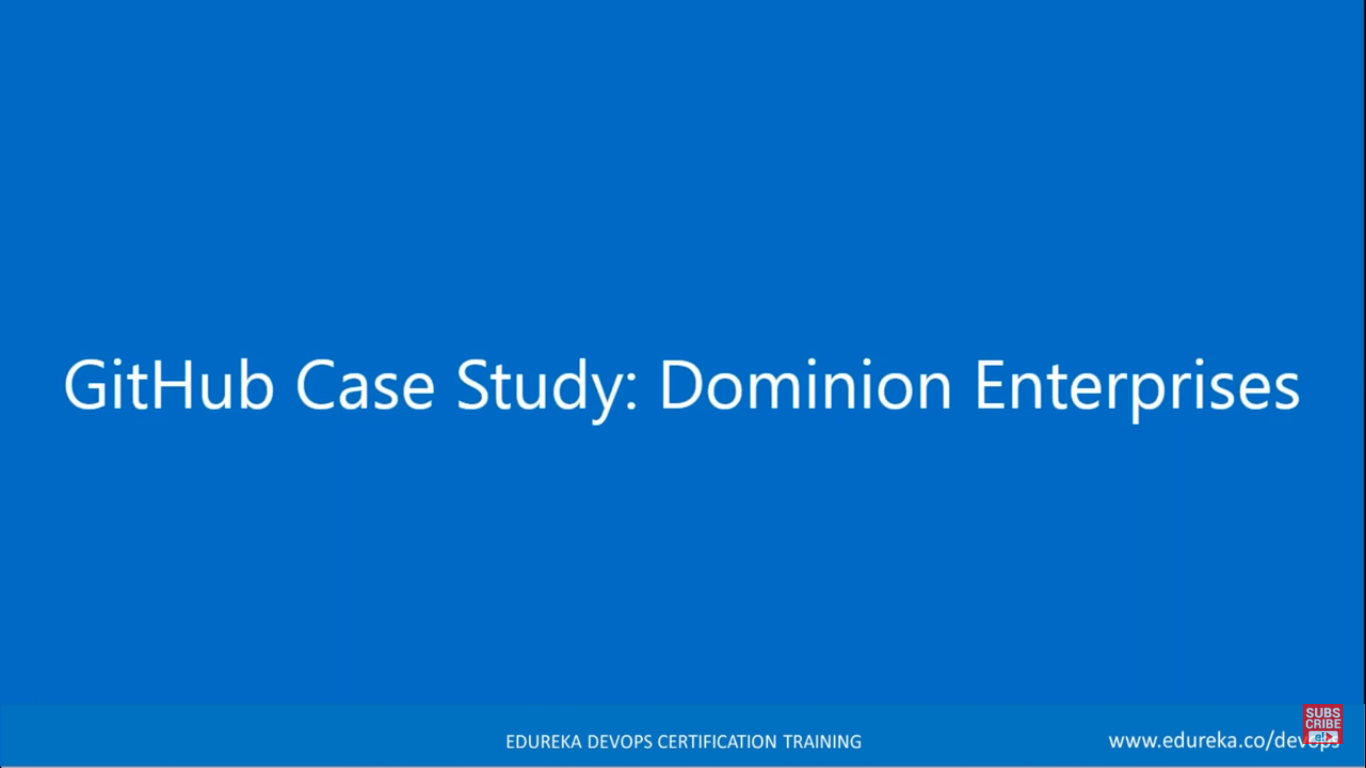 GitHub Case Study: Dominion Enterprises
SUBS
CRIBE
e!
EDUREKA DEVOPS CERTIFICATION TRAINING
www.edureka.co/devops